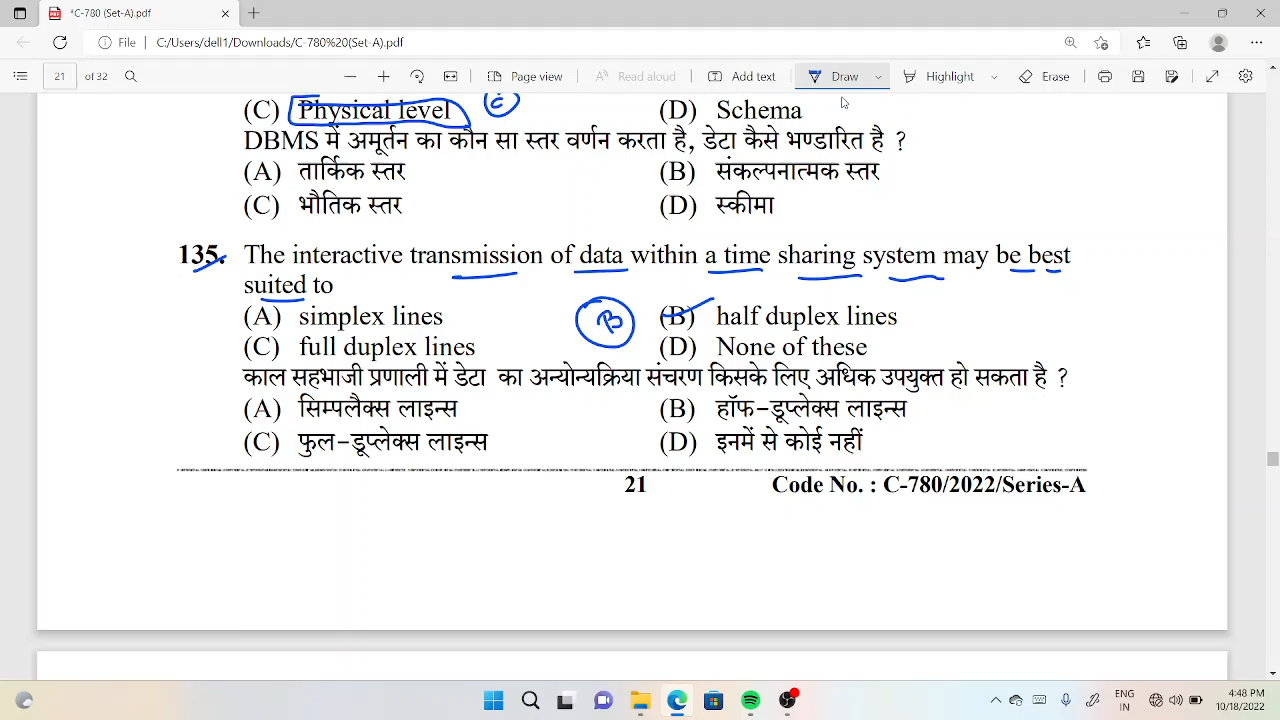 *C-780 (Set-A).pdf
File C:/Users/dell1/Downloads/C-780%20(Set-A).pdf
21 of 32 Page view Read aloud Add text Draw Highlight Erase
(C) Physical level (D) Schema
C
DBMS में अमूर्तन का कौन सा स्तर वर्णन करता है, डेटा कैसे भण्डारित है ?
(A) तार्किक स्तर (B) संकल्पनात्मक स्तर
(C) भौतिक स्तर (D) स्कीमा
135. The interactive transmission of data within a time sharing system may be best
suited to
(A) simplex lines (B) half duplex lines
B
(C) full duplex lines (D) None of these
काल सहभाजी प्रणाली में डेटा का अन्योन्यक्रिया संचरण किसके लिए अधिक उपयुक्त हो सकता है ?
(A) सिम्पलैक्स लाइन्स (B) हॉफ-डूप्लेक्स लाइन्स
(C) फुल-डूप्लेक्स लाइन्स (D) इनमें से कोई नहीं
21 Code No. : C-780/2022/Series-A
ENG 4:48 PM
IN 10/18/2022